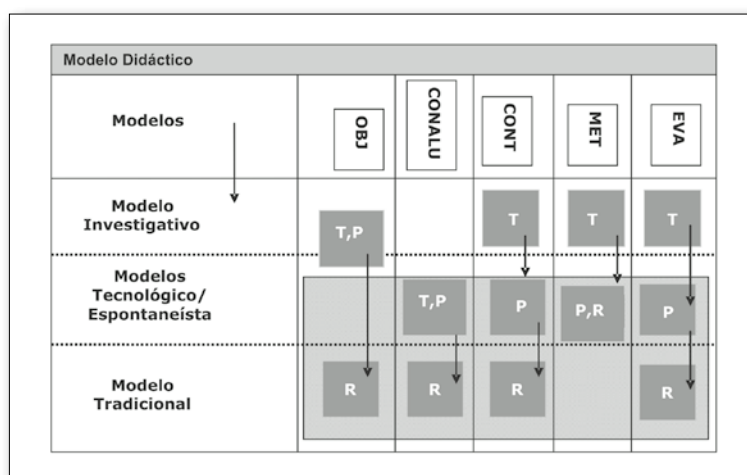 Modelo Didáctico
Modelos
OBJ
CONALU
CONT
MET
EVA
Modelo
Investigativo
T,P
T
T
T
Modelos
Tecnológico/
Espontaneísta
T,P
P
P,R
P
Modelo
Tradicional
R
R
R
R